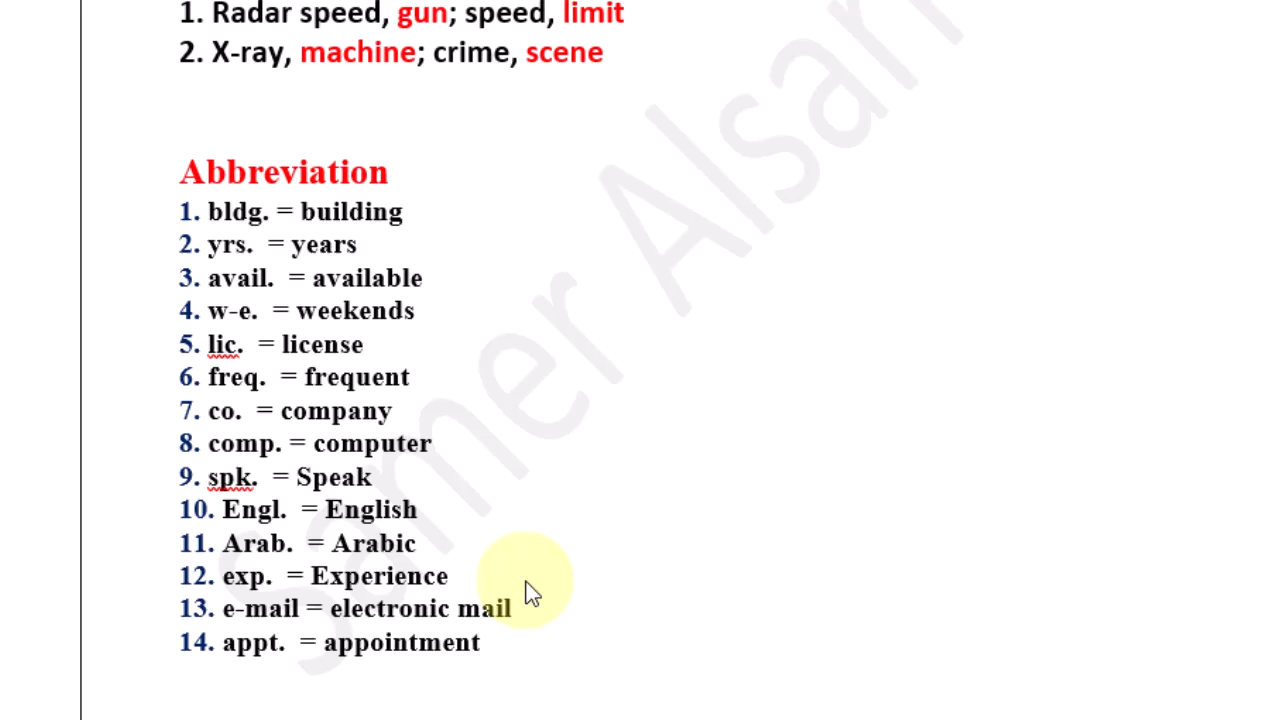 1. Radar speed, gun; speed, limit
2. X-ray, machine; crime, scene
Abbreviation
1. bldg. = building
2. yrs. = years
3. avail. = available
4. w-e. = weekends
5. lic. = license
6. freq. = frequent
7. co. = company
8. comp. = computer
9. spk. = Speak
10. Engl. = English
11. Arab. = Arabic
12. exp. = Experience
13. e-mail = electronic mail
14. appt. = appointment
Samer